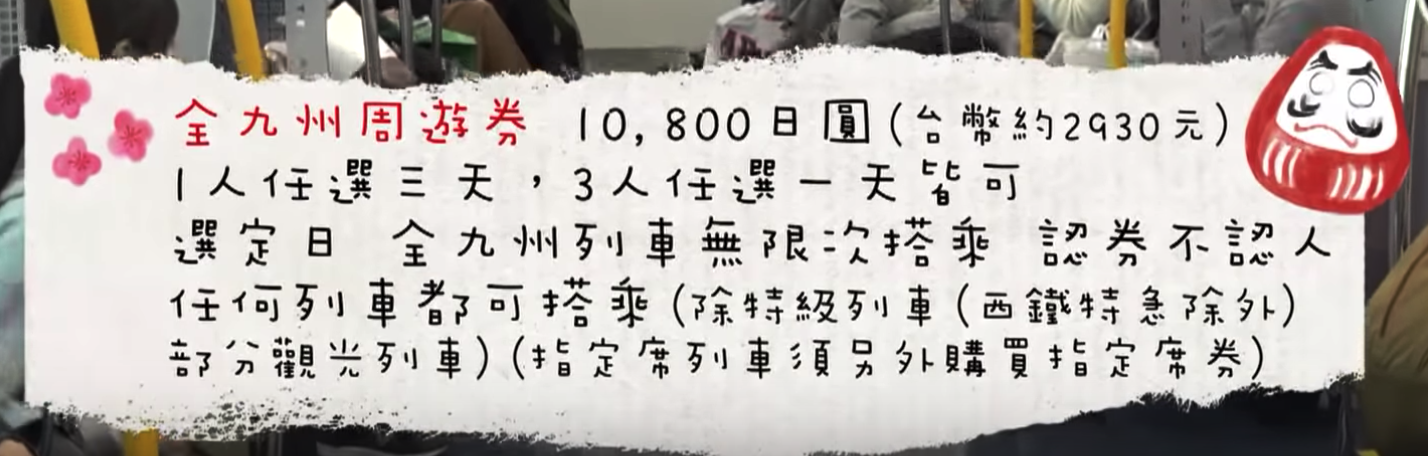 全九州周遊券 10,800日圓(台幣約2930元)
1人任選三天，3人任選一天皆可
選定日 全九州列車無限次搭乘 認券不認人
任何列車都可搭乘(除特級列車(西鐵特急除外)
部分觀光列車)(指定席列車須另外購買指定席券)